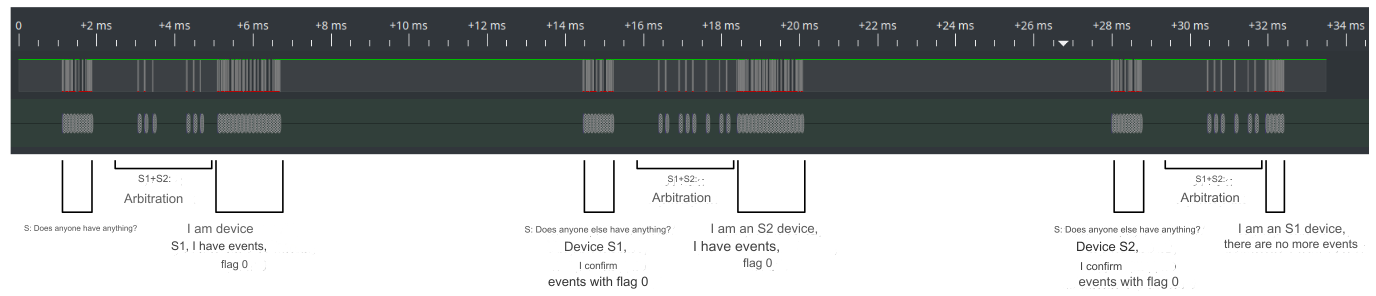 0 +2 ms +4 ms +6 ms +8 ms +10 ms +12 ms +14 ms +16 ms +18 ms +20 ms +22 ms +24 ms +26 ms +28 ms +30 ms +32 ms +34 ms
S1+S2:
Arbitration
S: Does anyone have anything?
I am device
S1, I have events,
flag 0
S1+S2:
Arbitration
S: Does anyone else have anything?
Device S1,
I confirm
events with flag 0
I am an S2 device,
I have events,
flag 0
S1+S2:
Arbitration
S: Does anyone else have anything?
Device S2,
I confirm
events with flag 0
I am an S1 device,
there are no more events